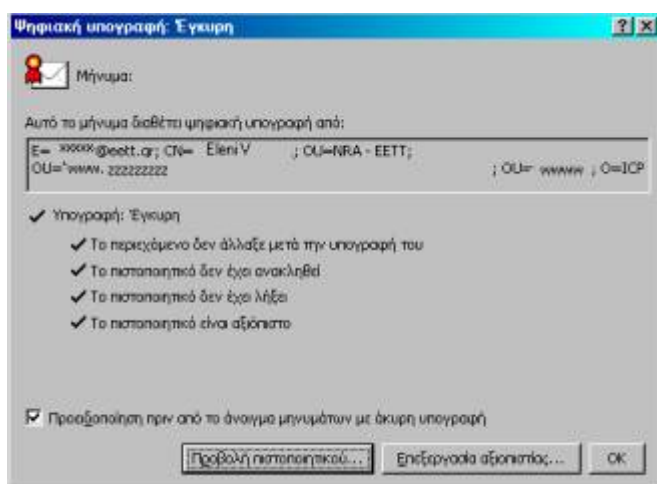 Ψηφιακή υπογραφή: Έγκυρη
Μήνυμα:
Αυτό το μήνυμα διαθέτει ψηφιακή υπογραφή από:
E= xxxxx@eett.gr; CN= Eleni V ; OU=NRA - EETT;
OU="www. zzzzzzzzz ; OU= wwww ; O=ICP
Υπογραφή: Έγκυρη
Το περιεχόμενο δεν άλλαξε μετά την υπογραφή του
Το πιστοποιητικό δεν έχει ανακληθεί
Το πιστοποιητικό δεν έχει λήξει
Το πιστοποιητικό είναι αξιόπιστο
Προειδοποίηση πριν από το άνοιγμα μηνυμάτων με άκυρη υπογραφή
Προβολή πιστοποιητικού... Επεξεργασία αξιοπιστίας... OK